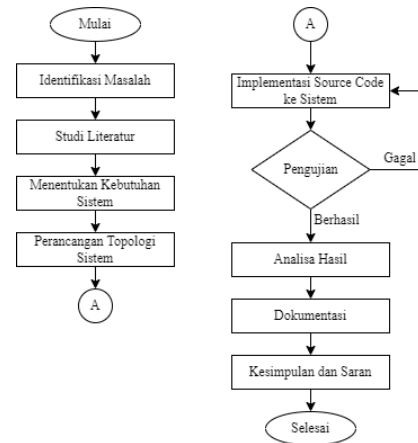 Mulai
Identifikasi Masalah
Studi Literatur
Menentukan Kebutuhan
Sistem
Perancangan Topologi
Sistem
A
A
Implementasi Source Code
ke Sistem
Pengujian
Gagal
Berhasil
Analisa Hasil
Dokumentasi
Kesimpulan dan Saran
Selesai